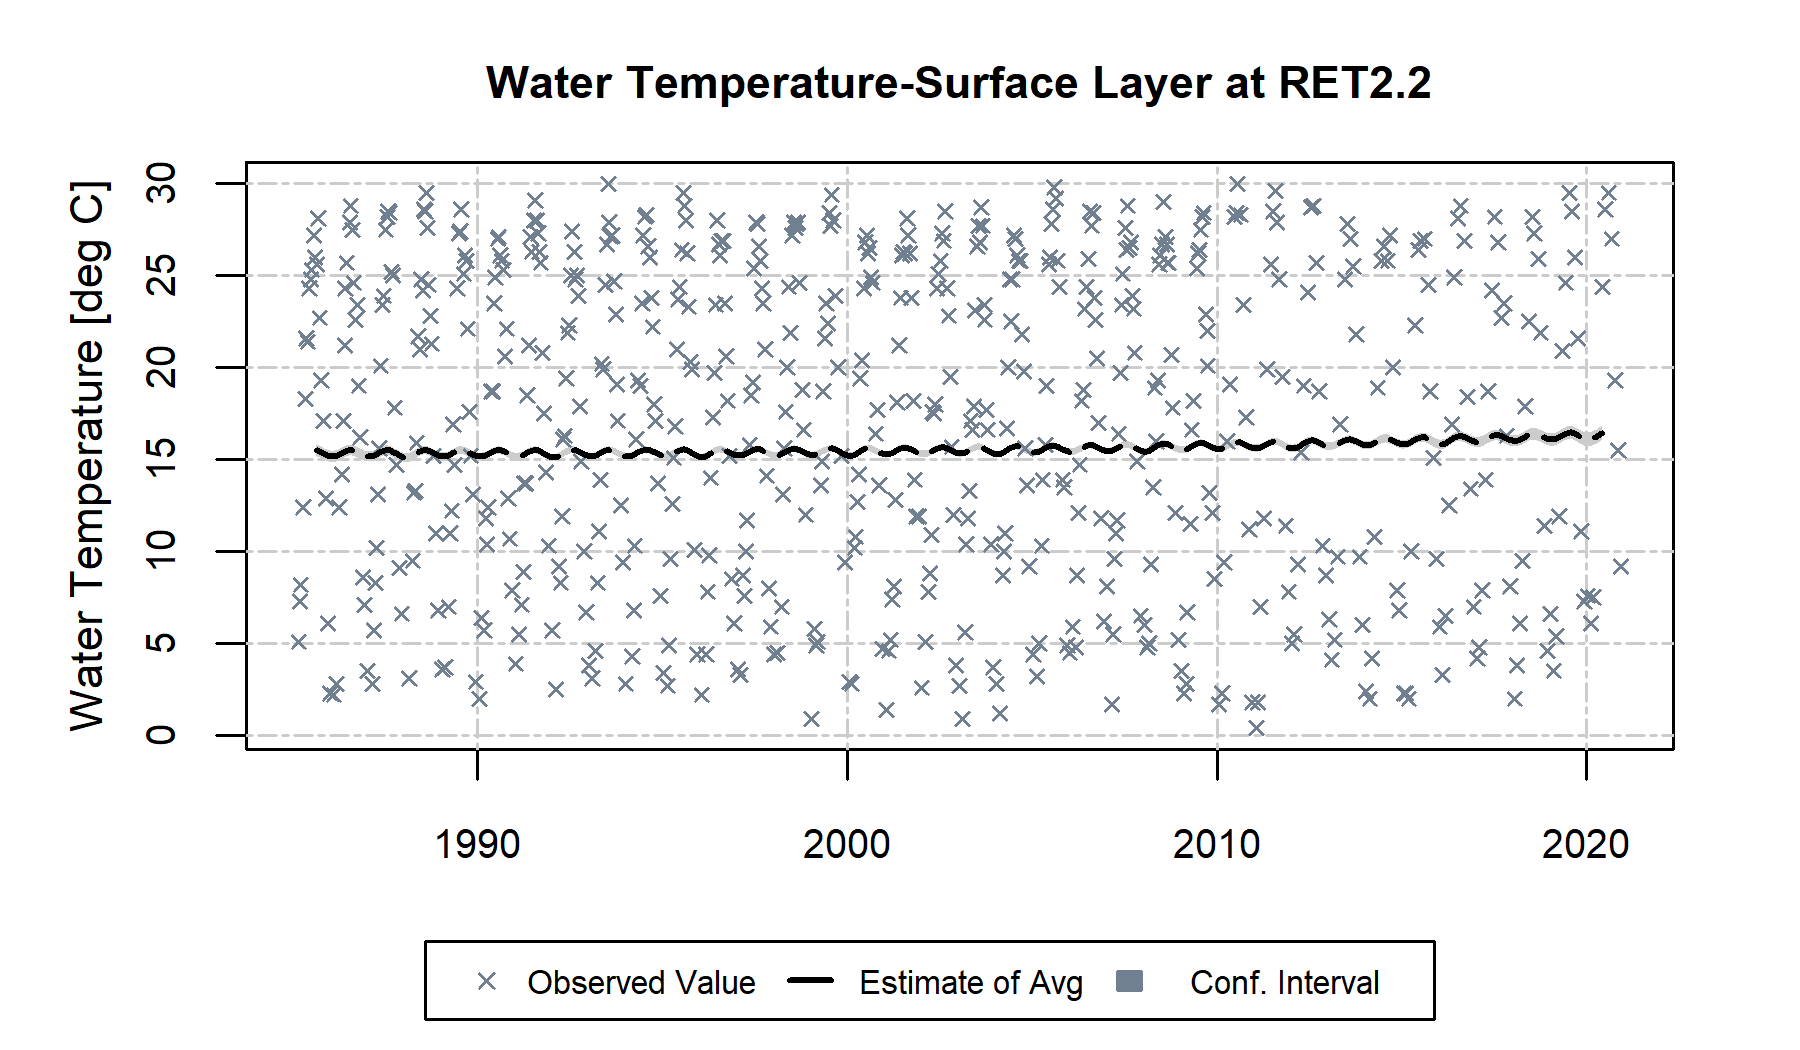 Water Temperature-Surface Layer at RET2.2
Water Temperature [deg C]
30
25
20
15
10
5
0
1990 2000 2010 2020
Observed Value Estimate of Avg Conf. Interval